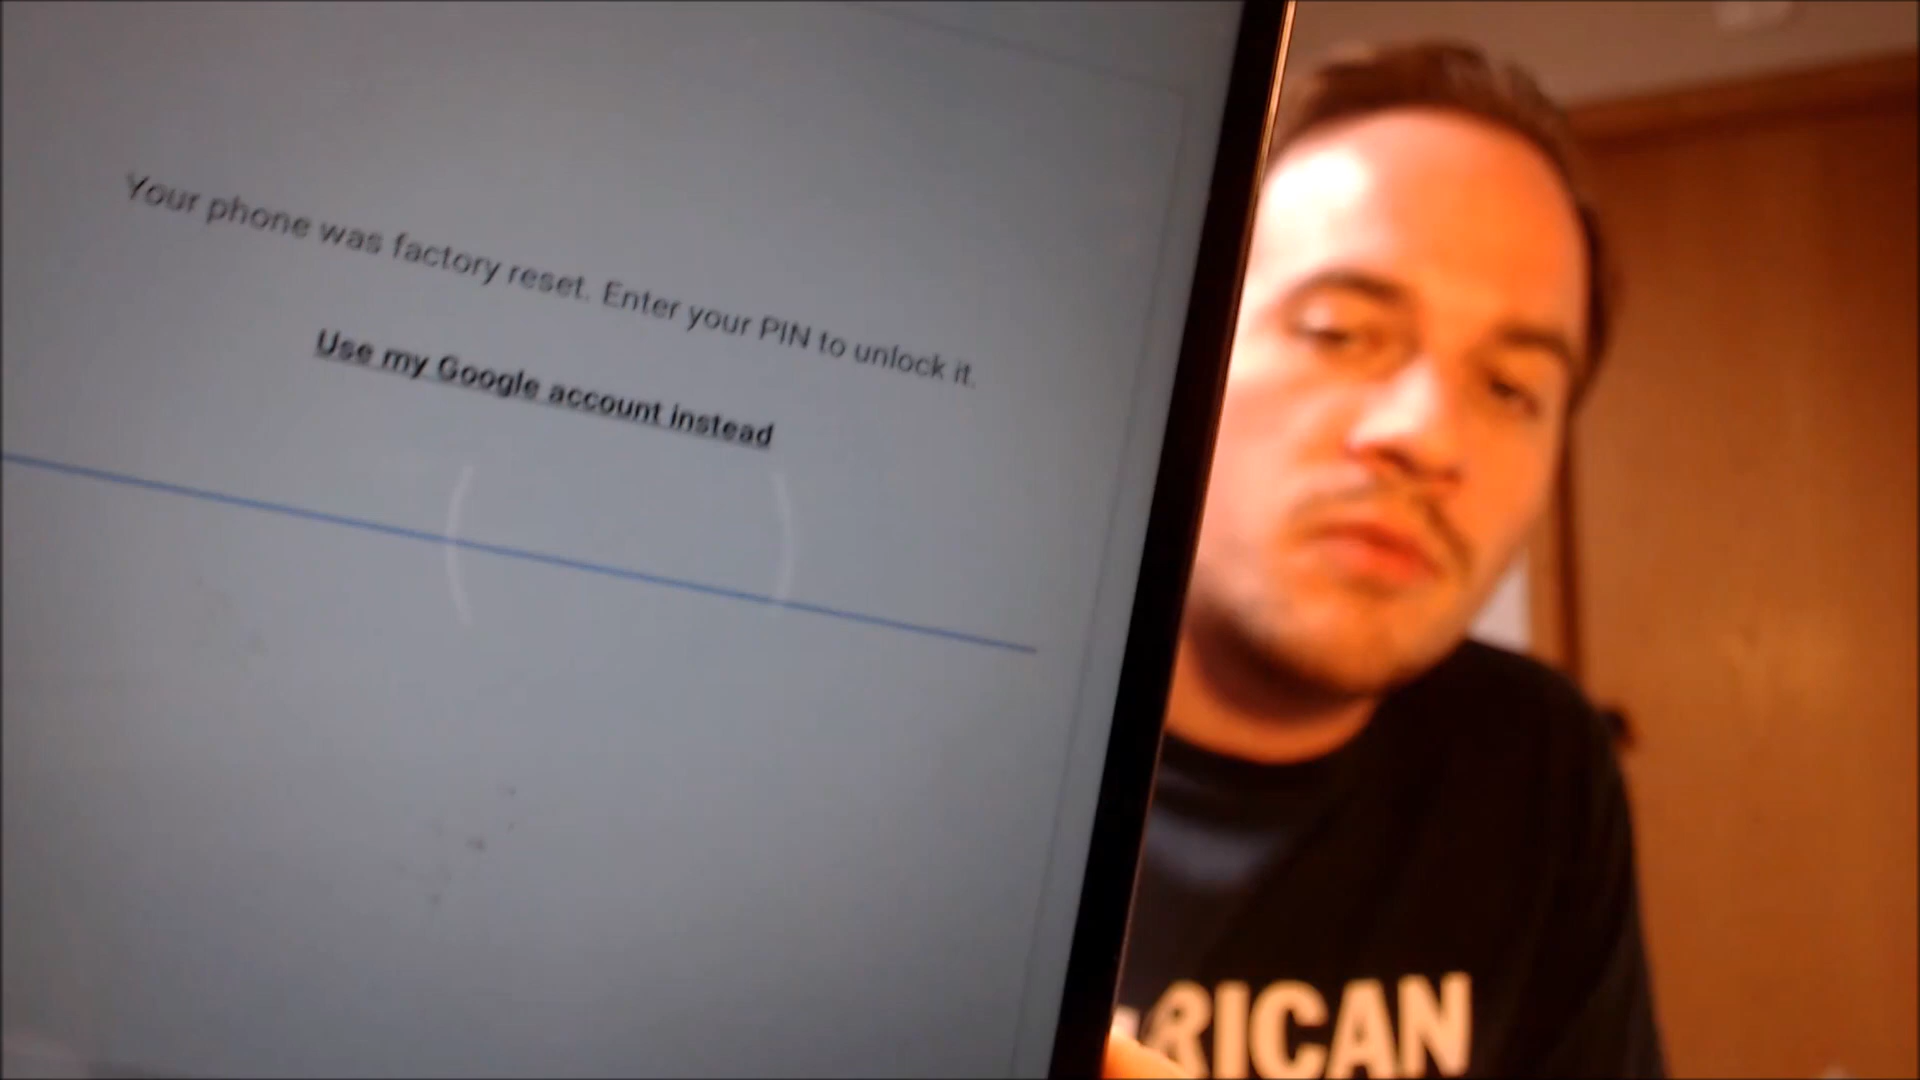 Your phone was factory reset. Enter your PIN to unlock it.
Use my Google account instead
RICAN